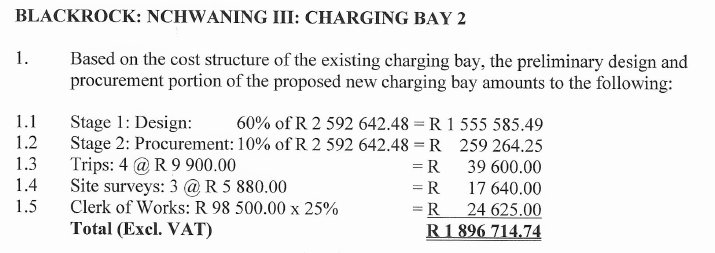 BLACKROCK: NCHWANING III: CHARGING BAY 2
1. Based on the cost structure of the existing charging bay, the preliminary design and
procurement portion of the proposed new charging bay amounts to the following:
1.1 Stage 1: Design: 60% of R 2 592 642.48 = R 1 555 585.49
1.2 Stage 2: Procurement: 10% of R 2 592 642.48 = R 259 264.25
1.3 Trips: 4 @ R 9 900.00 = R 39 600.00
1.4 Site surveys: 3 @ R 5 880.00 = R 17 640.00
1.5 Clerk of Works: R 98 500.00 x 25% = R 24 625.00
Total (Excl. VAT) R 1 896 714.74